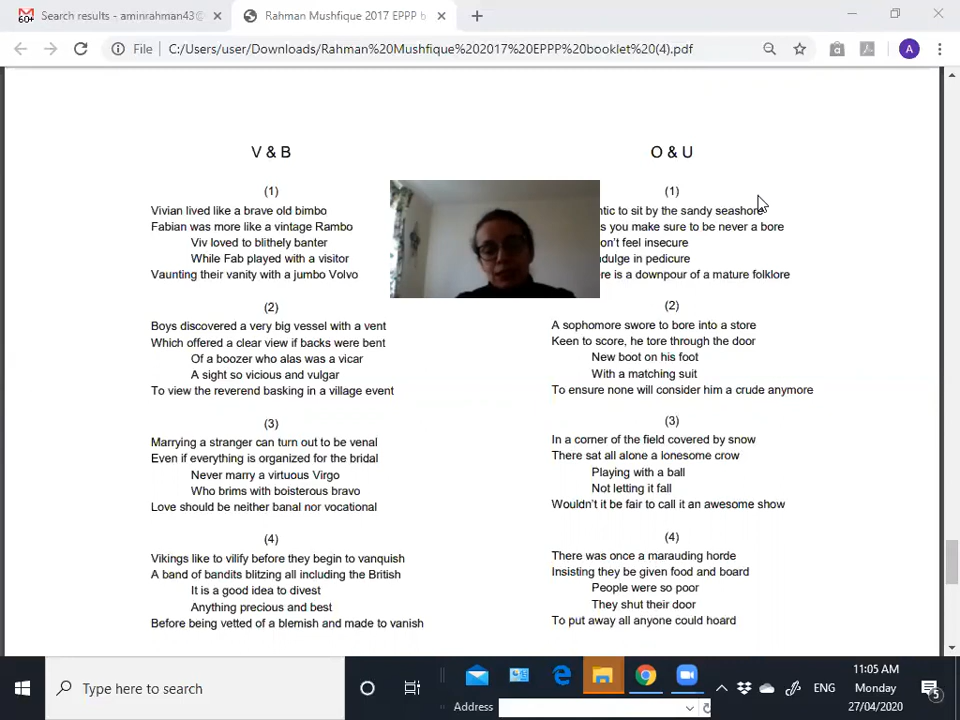 Search results - aminrahman43@
Rahman Mushfique 2017 EPPP b
File
C:/Users/user/Downloads/Rahman%20Mushfique%202017%20EPPP%20booklet%20(4).pdf
A
V & B
(1)
Vivian lived like a brave old bimbo
Fabian was more like a vintage Rambo
Viv loved to blithely banter
While Fab played with a visitor
Vaunting their vanity with a jumbo Volvo
(2)
Boys discovered a very big vessel with a vent
Which offered a clear view if backs were bent
Of a boozer who alas was a vicar
A sight so vicious and vulgar
To view the reverend basking in a village event
(3)
Marrying a stranger can turn out to be venal
Even if everything is organized for the bridal
Never marry a virtuous Virgo
Who brims with boisterous bravo
Love should be neither banal nor vocational
(4)
Vikings like to vilify before they begin to vanquish
A band of bandits blitzing all including the British
It is a good idea to divest
Anything precious and best
Before being vetted of a blemish and made to vanish
O & U
(1)
to sit by the sandy seashore
you make sure to be never a bore
feel insecure
in pedicure
is a downpour of a mature folklore
(2)
A sophomore swore to bore into a store
Keen to score, he tore through the door
New boot on his foot
With a matching suit
To ensure none will consider him a crude anymore
(3)
In a corner of the field covered by snow
There sat all alone a lonesome crow
Playing with a ball
Not letting it fall
Wouldn't it be fair to call it an awesome show
(4)
There was once a marauding horde
Insisting they be given food and board
People were so poor
They shut their door
To put away all anyone could hoard
Type here to search
Address
ENG
11:05 AM
Monday
27/04/2020
5